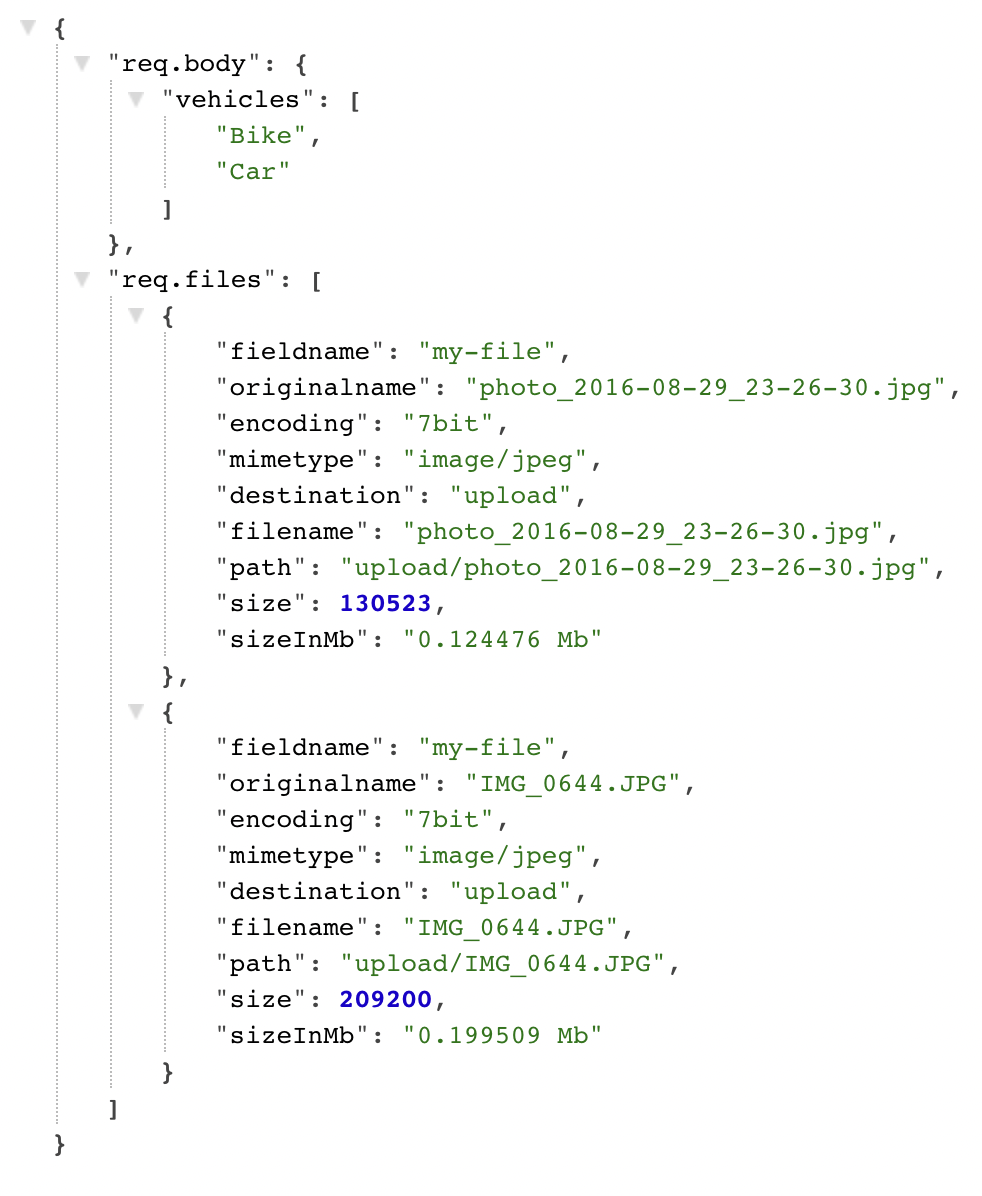 {
"req.body": {
"vehicles": [
"Bike",
"Car"
]
},
"req.files": [
{
"fieldname": "my-file",
"originalname": "photo_2016-08-29_23-26-30.jpg",
"encoding": "7bit",
"mimetype": "image/jpeg",
"destination": "upload",
"filename": "photo_2016-08-29_23-26-30.jpg",
"path": "upload/photo_2016-08-29_23-26-30.jpg",
"size": 130523,
"sizeInMb": "0.124476 Mb"
},
{
"fieldname": "my-file",
"originalname": "IMG_0644.JPG",
"encoding": "7bit",
"mimetype": "image/jpeg",
"destination": "upload",
"filename": "IMG_0644.JPG",
"path": "upload/IMG_0644.JPG",
"size": 209200,
"sizeInMb": "0.199509 Mb"
}
]
}